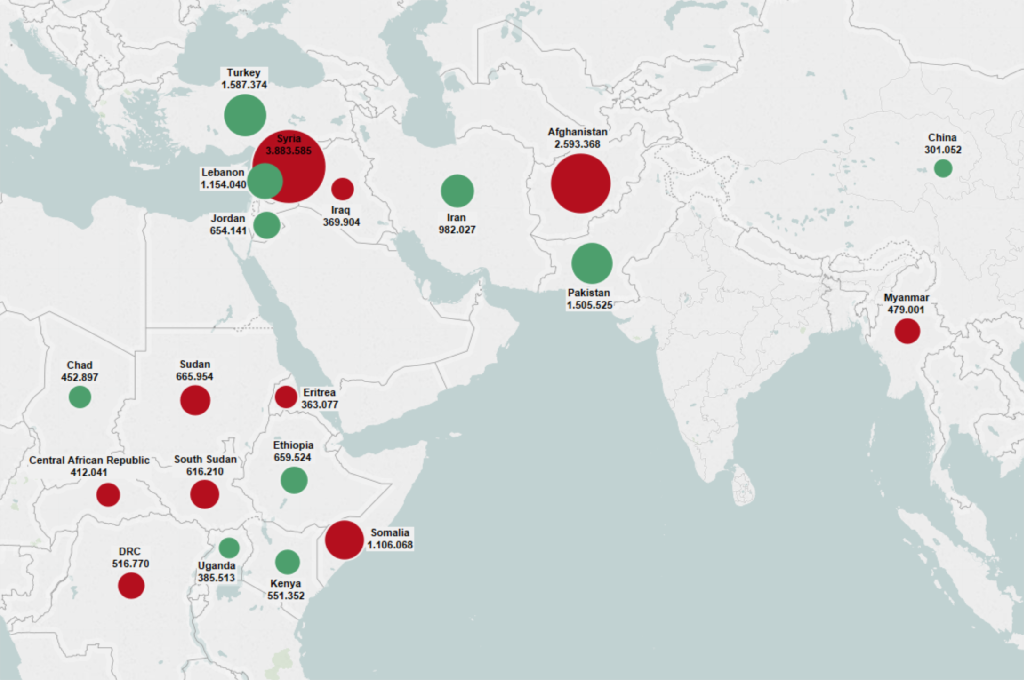 Turkey
1.587.374
Syria
3.883.585
Lebanon
1.154.040
Jordan
654.141
Iraq
369.904
Iran
982.027
Afghanistan
2.593.368
Pakistan
1.505.525
China
301.052
Myanmar
479.001
Chad
452.897
Sudan
665.954
Eritrea
363.077
Ethiopia
659.524
Central African Republic
412.041
South Sudan
616.210
Somalia
1.106.068
DRC
516.770
Uganda
385.513
Kenya
551.352